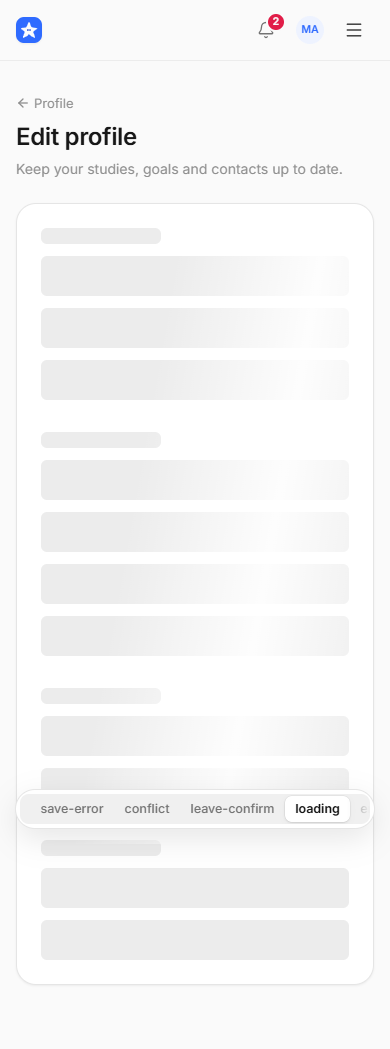 2
MA
Profile
Edit profile
Keep your studies, goals and contacts up to date.
save-error conflict leave-confirm loading